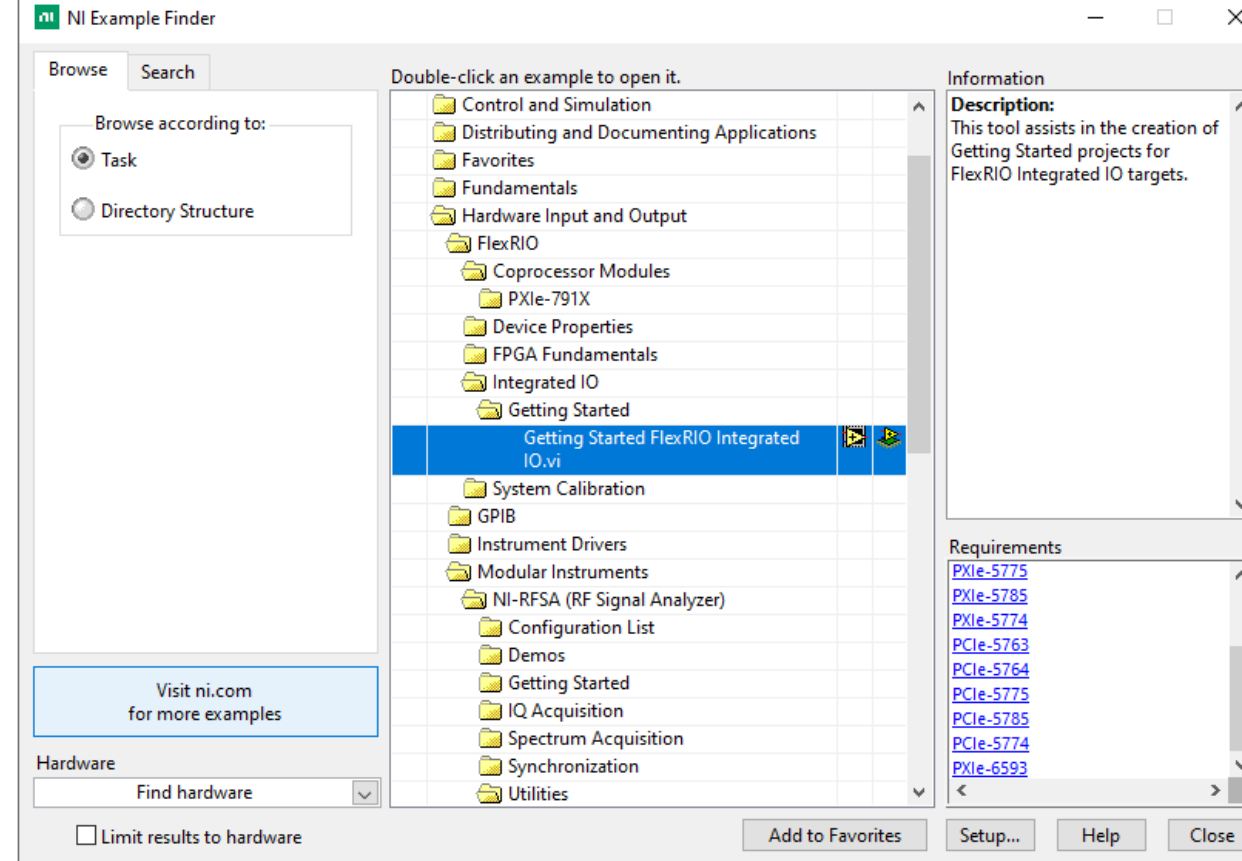 NI Example Finder
Browse
Search
Browse according to:
Task
Directory Structure
Visit ni.com
for more examples
Hardware
Find hardware
Limit results to hardware
Double-click an example to open it.
Control and Simulation
Distributing and Documenting Applications
Favorites
Fundamentals
Hardware Input and Output
FlexRIO
Coprocessor Modules
PXIe-791X
Device Properties
FPGA Fundamentals
Integrated IO
Getting Started
Getting Started FlexRIO Integrated
IO.vi
System Calibration
GPIB
Instrument Drivers
Modular Instruments
NI-RFSA (RF Signal Analyzer)
Configuration List
Demos
Getting Started
IQ Acquisition
Spectrum Acquisition
Synchronization
Utilities
Information
Description:
This tool assists in the creation of
Getting Started projects for
FlexRIO Integrated IO targets.
Requirements
PXIe-5775
PXIe-5785
PXIe-5774
PCIe-5763
PCIe-5764
PCIe-5775
PCIe-5785
PCIe-5774
PXIe-6593
Add to Favorites
Setup...
Help
Close